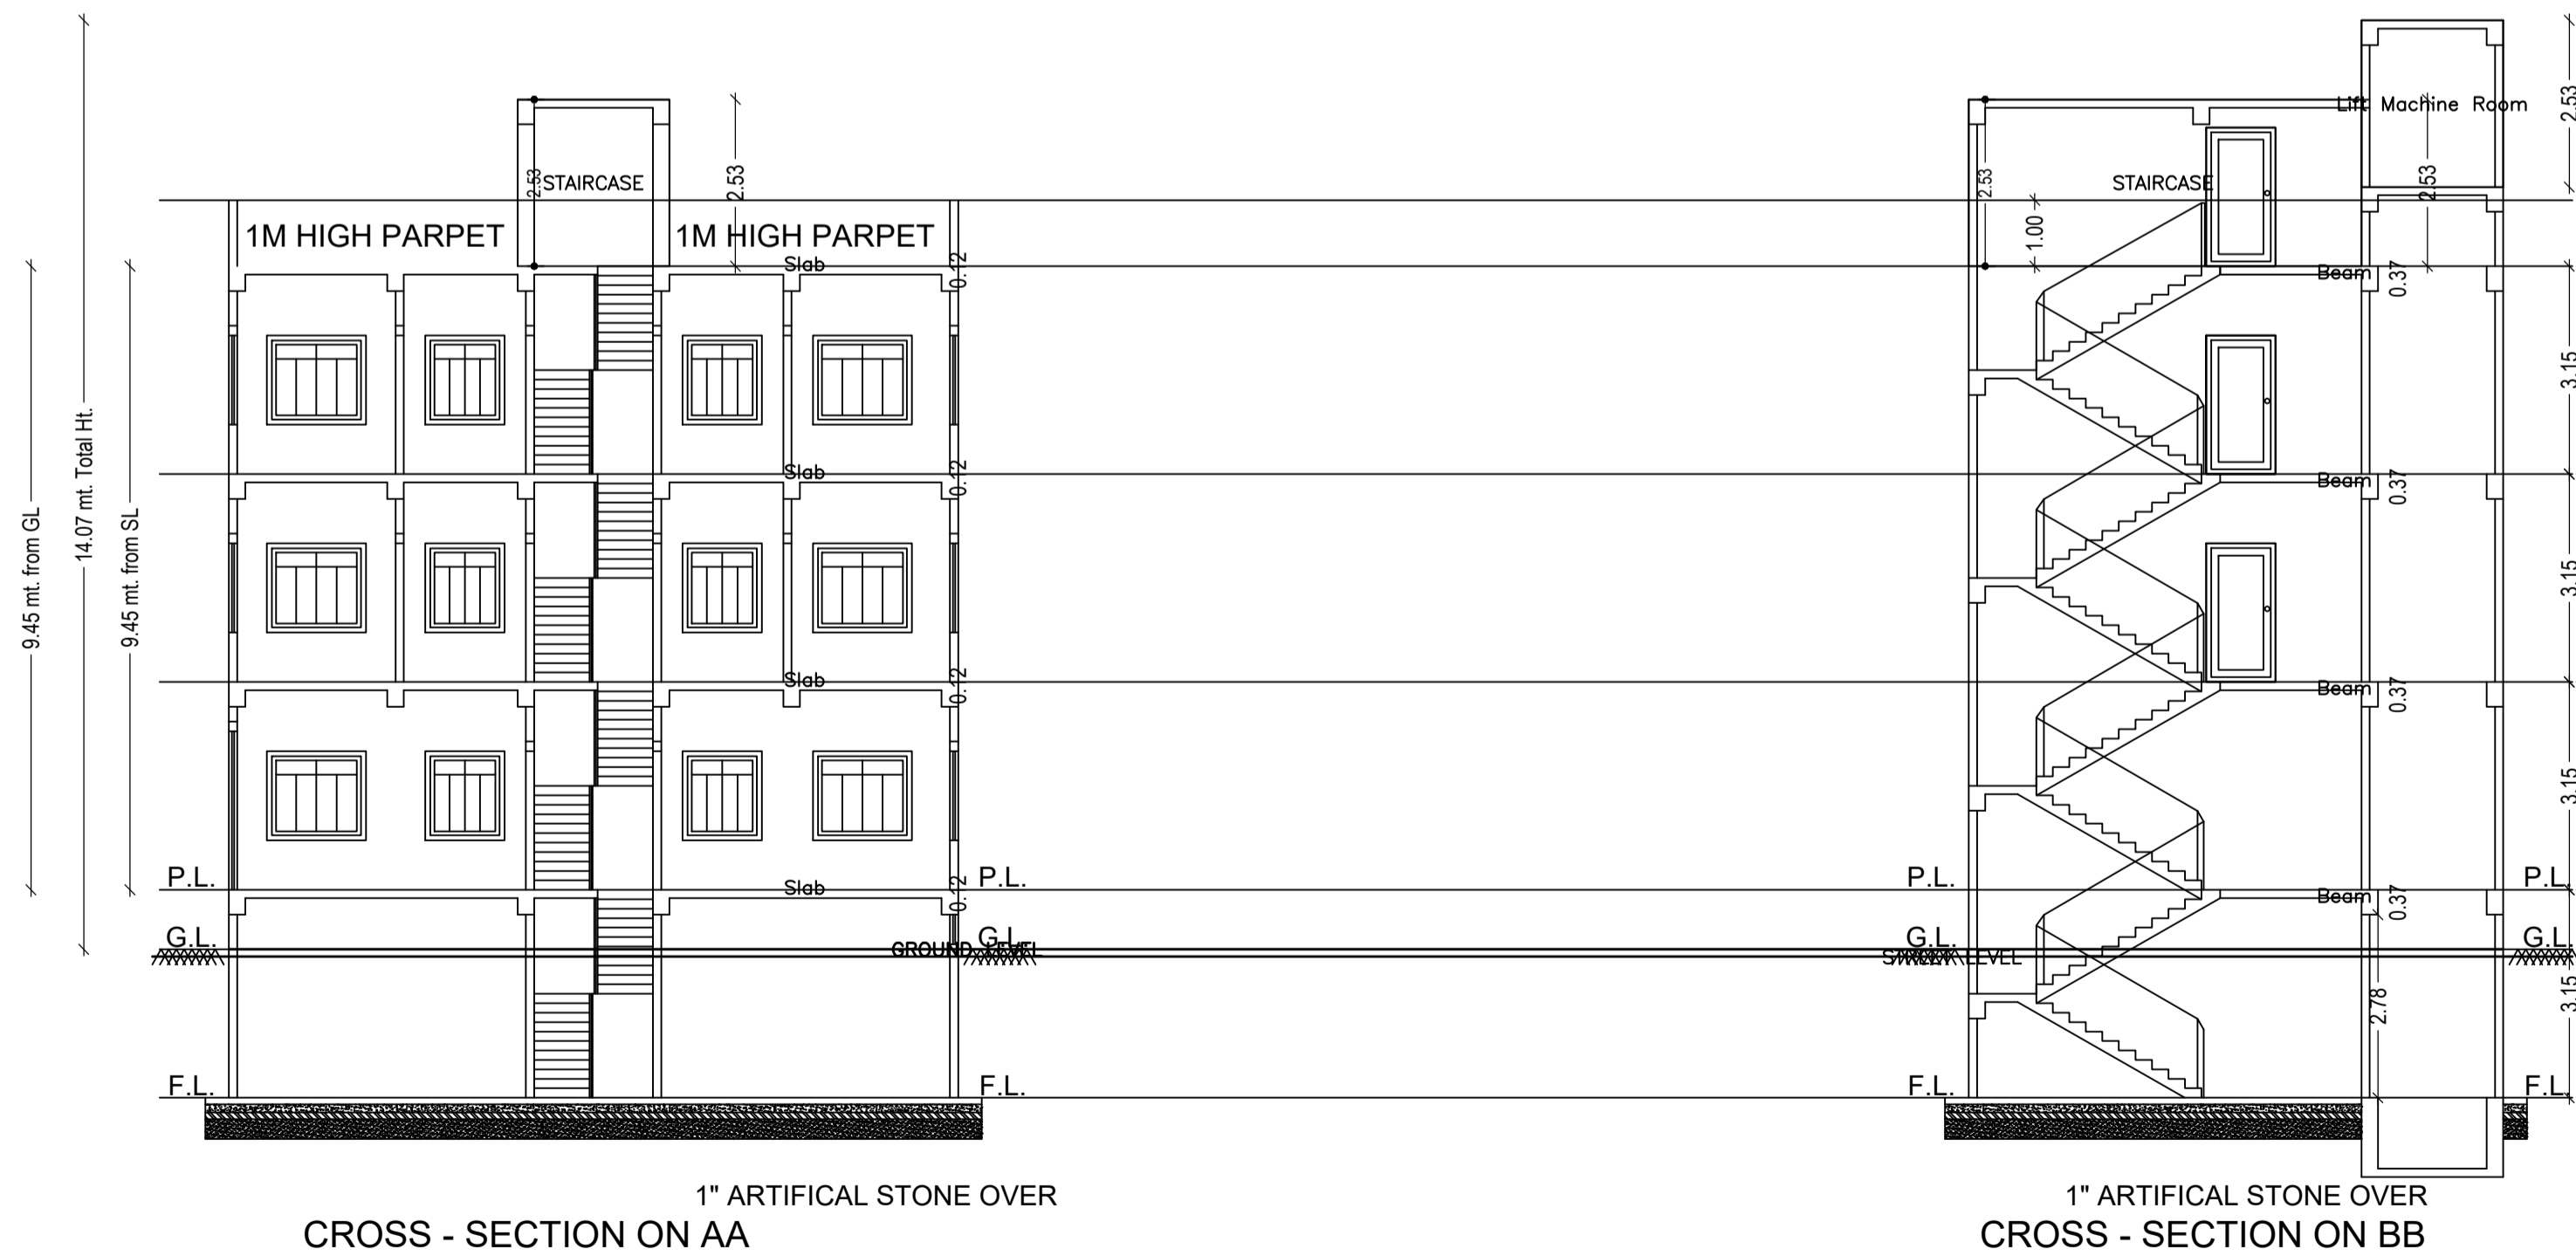 2.53
Lift Machine Room
2.53
STAIRCASE
2.53
2.53
STAIRCASE
2.53
1M HIGH PARPET
1M HIGH PARPET
1.00
Slab
0.12
Beam
0.37
3.15
14.07 mt. Total Ht.
9.45 mt. from GL
9.45 mt. from SL
Slab
0.12
Beam
0.37
3.15
Slab
0.12
Beam
0.37
3.15
P.L.
Slab
0.12
P.L.
P.L.
Beam
0.37
P.L.
G.L.
GROUND LEVEL
G.L.
G.L.
LEVEL
G.L.
2.78
3.15
F.L.
F.L.
F.L.
F.L.
1" ARTIFICAL STONE OVER
1" ARTIFICAL STONE OVER
CROSS - SECTION ON AA
CROSS - SECTION ON BB